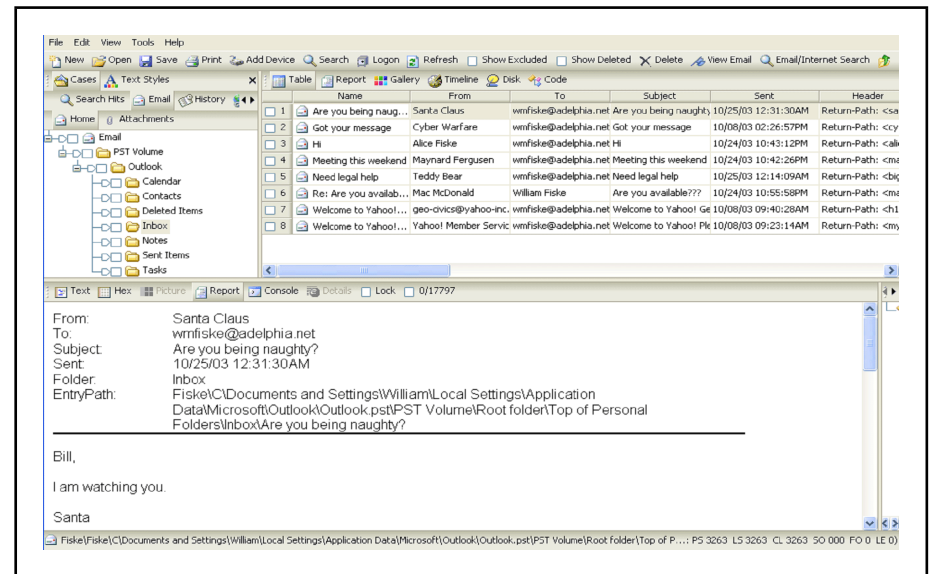 File Edit View Tools Help
New Open Save Print Add Device Search Logon Refresh Show Excluded Show Deleted Delete View Email Email/Internet Search
Cases Text Styles
Table Report Gallery Timeline Disk Code
Search Hits Email History
Home Attachments
Email
PST Volume
Outlook
Calendar
Contacts
Deleted Items
Inbox
Notes
Sent Items
Tasks
Name From To Subject Sent Header
1 Are you being naug... Santa Claus wmfiske@adelphia.net Are you being naughty 10/25/03 12:31:30AM Return-Path: <sa
2 Got your message Cyber Warfare wmfiske@adelphia.net Got your message 10/08/03 02:26:57PM Return-Path: <cy
3 Hi Alice Fiske wmfiske@adelphia.net Hi 10/24/03 10:43:12PM Return-Path: <alic
4 Meeting this weekend Maynard Fergusen wmfiske@adelphia.net Meeting this weekend 10/24/03 10:42:26PM Return-Path: <ma
5 Need legal help Teddy Bear wmfiske@adelphia.net Need legal help 10/25/03 12:14:09AM Return-Path: <big
6 Re: Are you availab... Mac McDonald William Fiske Are you available??? 10/24/03 10:55:58PM Return-Path: <ma
7 Welcome to Yahoo!... geo-civics@yahoo-inc. wmfiske@adelphia.net Welcome to Yahoo! Ge 10/08/03 09:40:28AM Return-Path: <h1
8 Welcome to Yahoo!... Yahoo! Member Servic wmfiske@adelphia.net Welcome to Yahoo! Ple 10/08/03 09:23:14AM Return-Path: <my
Text Hex Picture Report Console Details Lock 0/17797
From: Santa Claus
To: wmfiske@adelphia.net
Subject: Are you being naughty?
Sent: 10/25/03 12:31:30AM
Folder: Inbox
EntryPath: Fiske\C\Documents and Settings\William\Local Settings\Application
Data\Microsoft\Outlook\Outlook.pst\PST Volume\Root folder\Top of Personal
Folders\Inbox\Are you being naughty?
Bill,
I am watching you.
Santa
Fiske\Fiske\C\Documents and Settings\William\Local Settings\Application Data\Microsoft\Outlook\Outlook.pst\PST Volume\Root folder\Top of P...: PS 3263 LS 3263 CL 3263 SO 000 FO 0 LE 0)